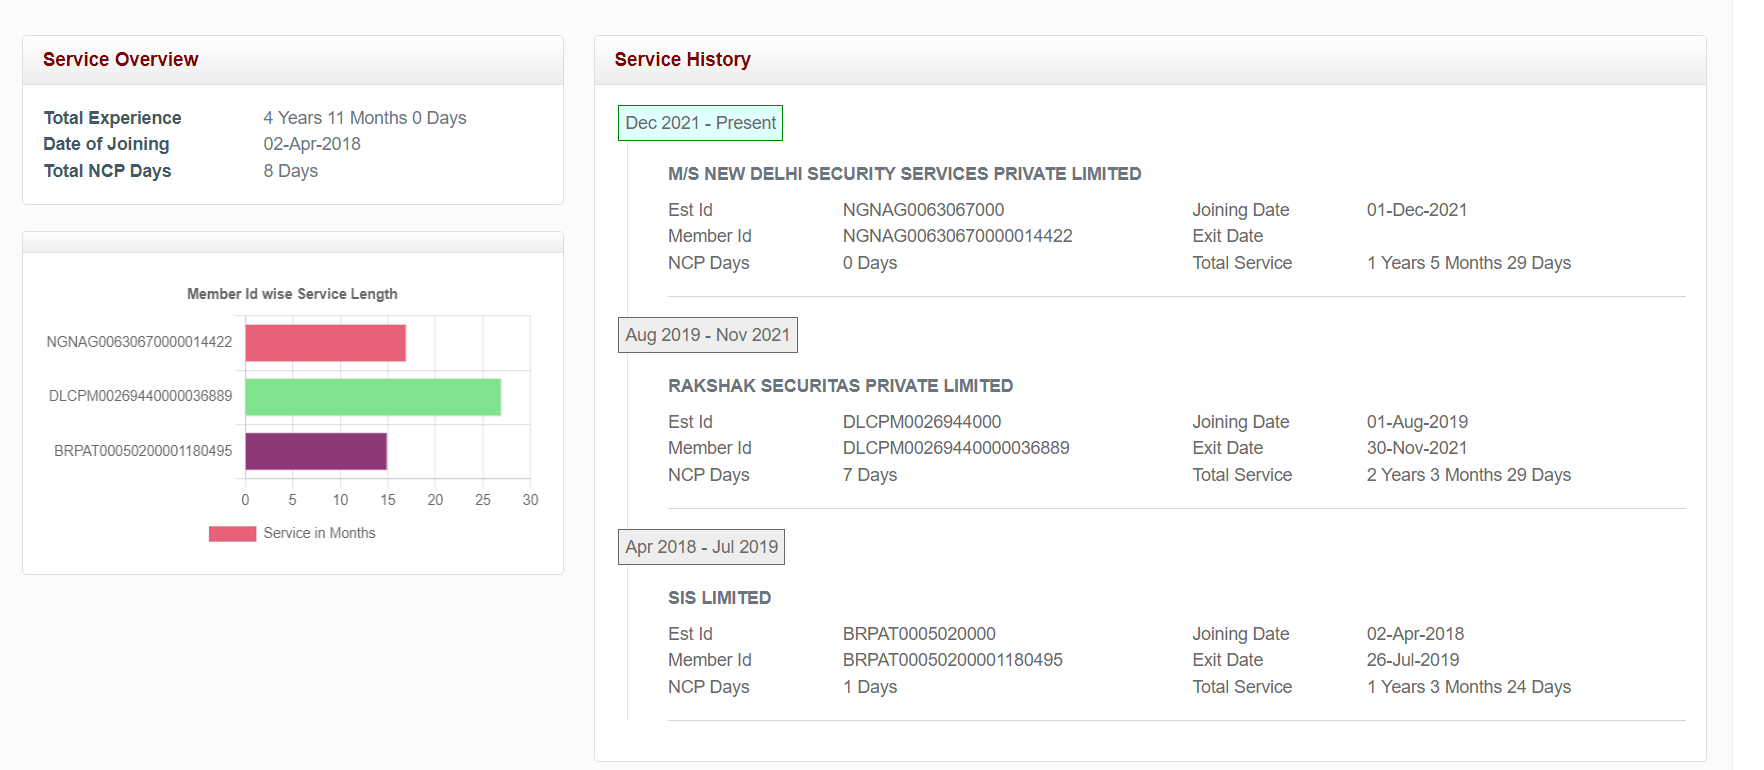 Service Overview
Total Experience 4 Years 11 Months 0 Days
Date of Joining 02-Apr-2018
Total NCP Days 8 Days
Member Id wise Service Length
NGNAG00630670000014422
DLCPM00269440000036889
BRPAT00050200001180495
0 5 10 15 20 25 30
Service in Months
Service History
Dec 2021 - Present
M/S NEW DELHI SECURITY SERVICES PRIVATE LIMITED
Est Id NGNAG0063067000 Joining Date 01-Dec-2021
Member Id NGNAG00630670000014422 Exit Date
NCP Days 0 Days Total Service 1 Years 5 Months 29 Days
Aug 2019 - Nov 2021
RAKSHAK SECURITAS PRIVATE LIMITED
Est Id DLCPM0026944000 Joining Date 01-Aug-2019
Member Id DLCPM00269440000036889 Exit Date 30-Nov-2021
NCP Days 7 Days Total Service 2 Years 3 Months 29 Days
Apr 2018 - Jul 2019
SIS LIMITED
Est Id BRPAT0005020000 Joining Date 02-Apr-2018
Member Id BRPAT00050200001180495 Exit Date 26-Jul-2019
NCP Days 1 Days Total Service 1 Years 3 Months 24 Days